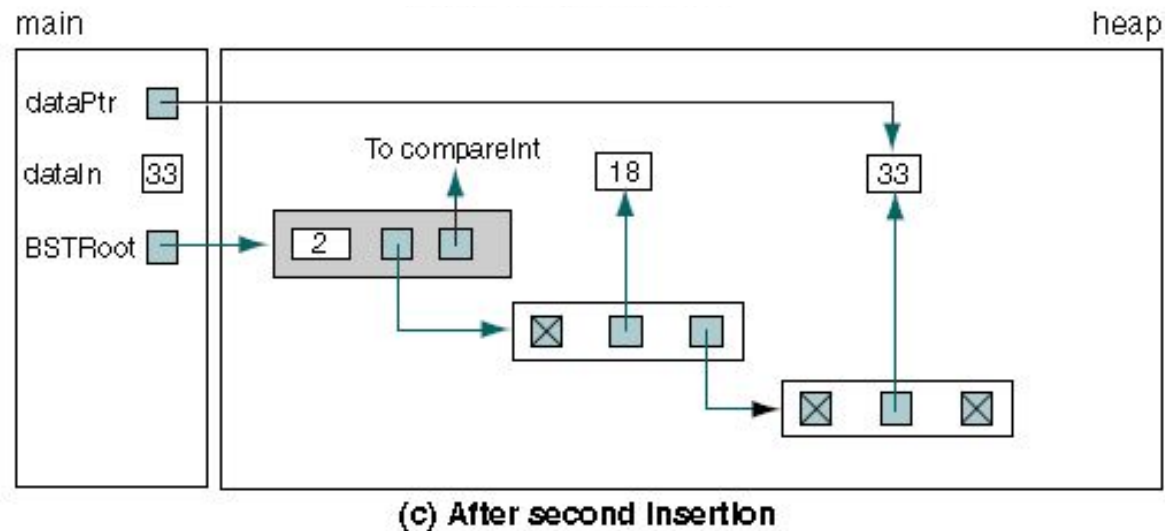 main
heap
dataPtr
To compareInt
18
33
dataIn
33
BSTRoot
2
(c) After second insertion